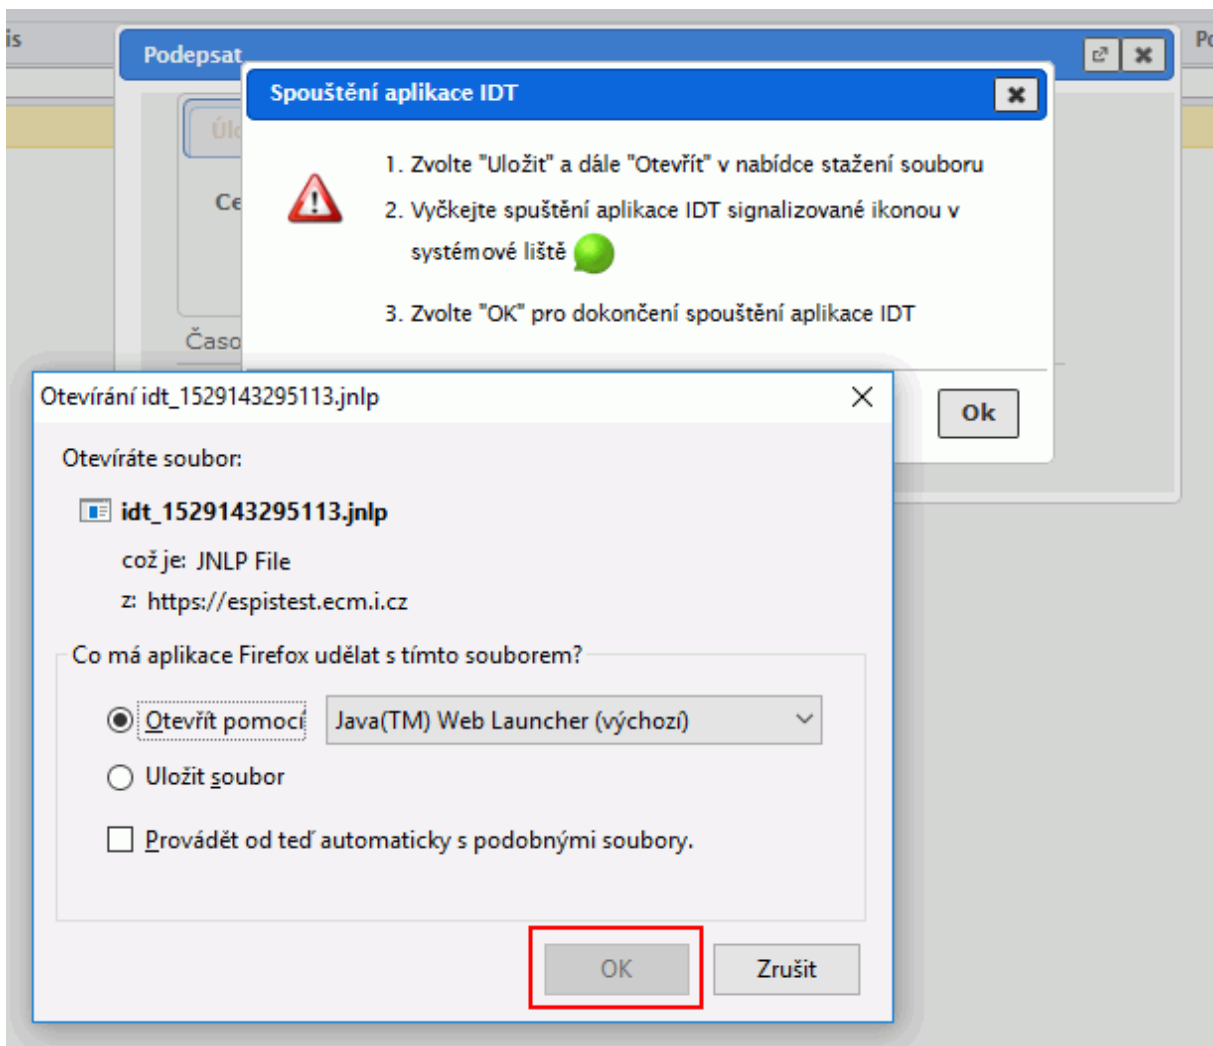 is
Podepsat
Spouštění aplikace IDT
1. Zvolte "Uložit" a dále "Otevřít" v nabídce stažení souboru
2. Vyčkejte spuštění aplikace IDT signalizované ikonou v
systémové liště
3. Zvolte "OK" pro dokončení spouštění aplikace IDT
Ok
Otevírání idt_1529143295113.jnlp
Otevíráte soubor:
idt_1529143295113.jnlp
což je: JNLP File
z: https://espistest.ecm.i.cz
Co má aplikace Firefox udělat s tímto souborem?
Otevřít pomocí Java(TM) Web Launcher (výchozí)
Uložit soubor
Provádět od teď automaticky s podobnými soubory.
OK Zrušit